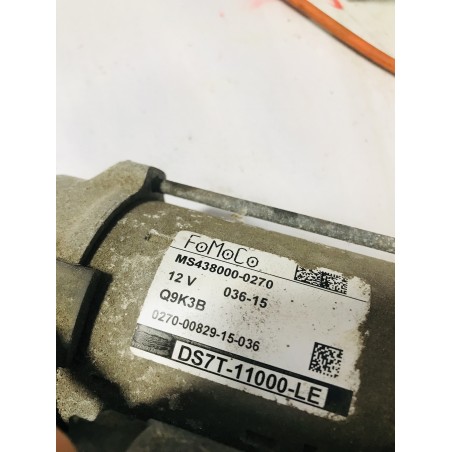 FoMoCo
MS438000-0270
12 V 036-15
Q9K3B
0270-00829-15-036
DS7T-11000-LE